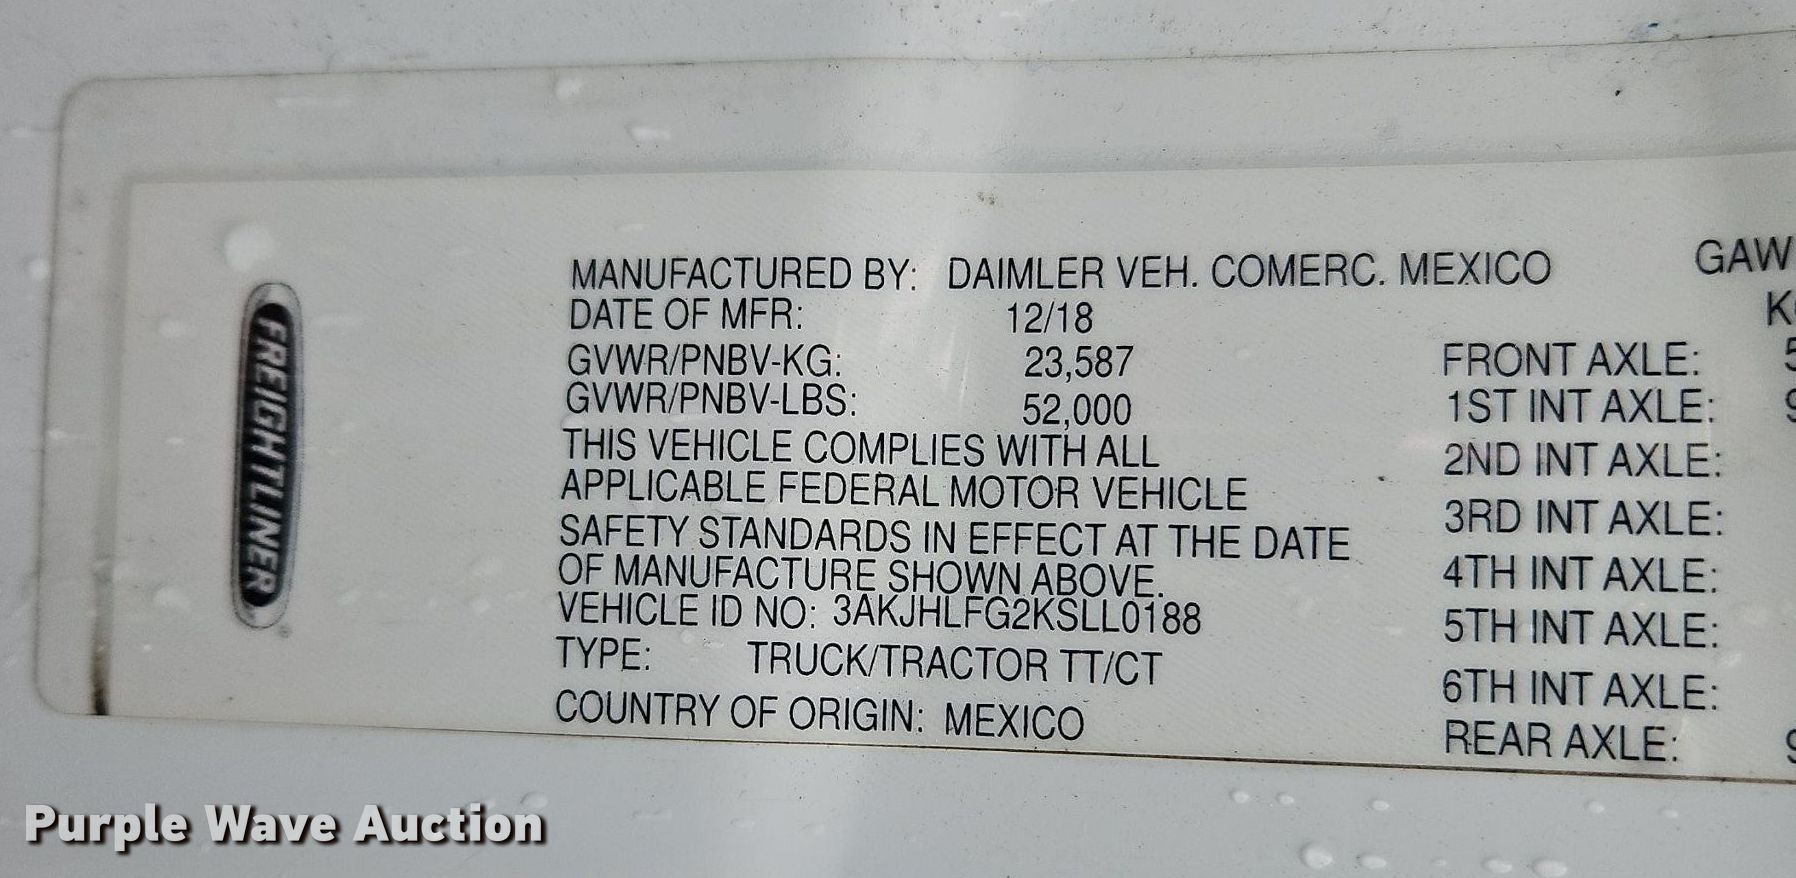 FREIGHTLINER
MANUFACTURED BY: DAIMLER VEH. COMERC. MEXICO
DATE OF MFR: 12/18
GVWR/PNBV-KG: 23,587
GVWR/PNBV-LBS: 52,000
THIS VEHICLE COMPLIES WITH ALL
APPLICABLE FEDERAL MOTOR VEHICLE
SAFETY STANDARDS IN EFFECT AT THE DATE
OF MANUFACTURE SHOWN ABOVE.
VEHICLE ID NO: 3AKJHLFG2KSLL0188
TYPE: TRUCK/TRACTOR TT/CT
COUNTRY OF ORIGIN: MEXICO
GAW
FRONT AXLE:
1ST INT AXLE:
2ND INT AXLE:
3RD INT AXLE:
4TH INT AXLE:
5TH INT AXLE:
6TH INT AXLE:
REAR AXLE:
Purple Wave Auction